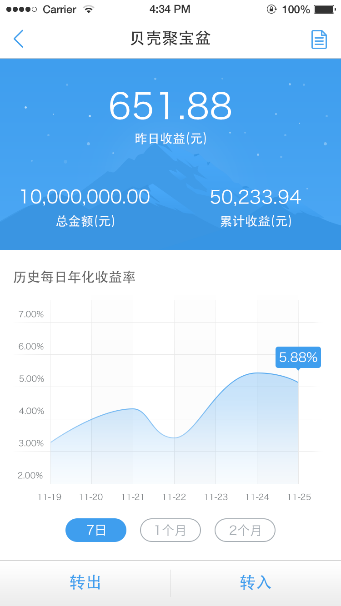 Carrier 4:34 PM 100%
贝壳聚宝盆
651.88
昨日收益(元)
10,000,000.00 50,233.94
总金额(元) 累计收益(元)
历史每日年化收益率
7.00%
6.00%
5.88%
5.00%
4.00%
3.00%
2.00%
11-19 11-20 11-21 11-22 11-23 11-24 11-25
7日 1个月 2个月
转出 转入